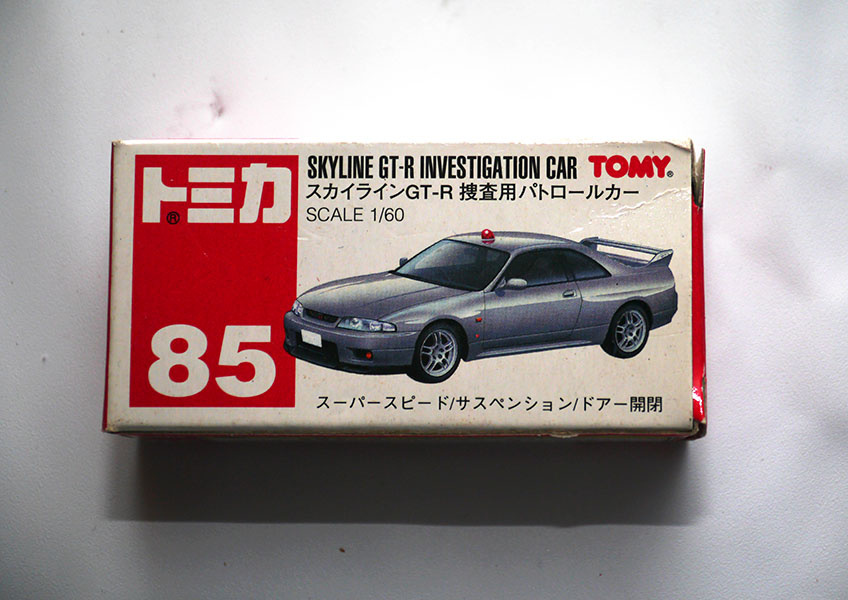 トミカ®
85
SKYLINE GT-R INVESTIGATION CAR TOMY®
スカイラインGT-R 捜査用パトロールカー
SCALE 1/60
スーパースピード/サスペンション/ドアー開閉